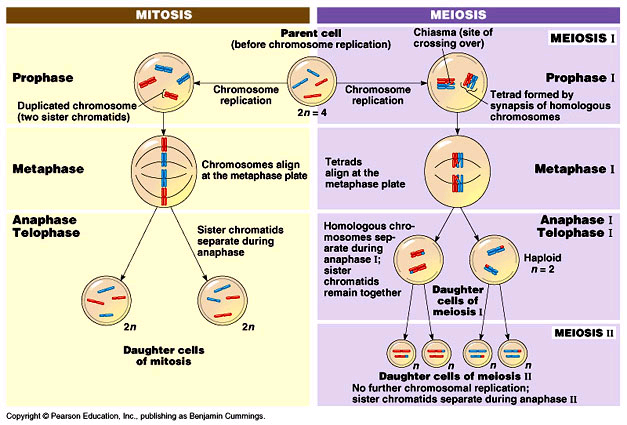 MITOSIS
MEIOSIS
Parent cell
(before chromosome replication)
Chiasma (site of
crossing over)
MEIOSIS I
Prophase
Prophase I
Chromosome
replication
Chromosome
replication
Duplicated chromosome
(two sister chromatids)
2n = 4
Tetrad formed by
synapsis of homologous
chromosomes
Metaphase
Chromosomes align
at the metaphase plate
Tetrads
align at the
metaphase plate
Metaphase I
Anaphase
Telophase
Sister chromatids
separate during
anaphase
Homologous chro-
mosomes sep-
arate during
anaphase I;
sister
chromatids
remain together
Anaphase I
Telophase I
Haploid
n = 2
Daughter
cells of
meiosis I
2n
2n
Daughter cells
of mitosis
MEIOSIS II
n
n
n
n
Daughter cells of meiosis II
No further chromosomal replication;
sister chromatids separate during anaphase II
Copyright © Pearson Education, Inc., publishing as Benjamin Cummings.